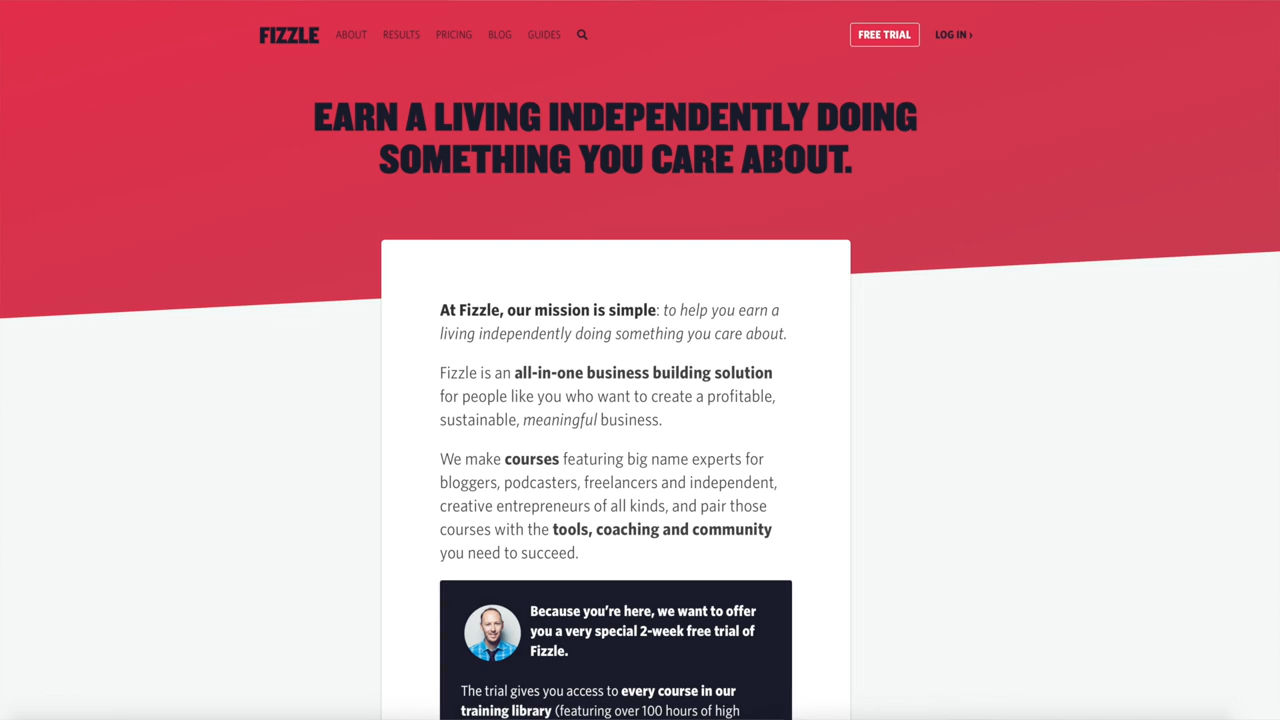 FIZZLE ABOUT RESULTS PRICING BLOG GUIDES FREE TRIAL LOG IN ›
EARN A LIVING INDEPENDENTLY DOING
SOMETHING YOU CARE ABOUT.
At Fizzle, our mission is simple: to help you earn a
living independently doing something you care about.
Fizzle is an all-in-one business building solution
for people like you who want to create a profitable,
sustainable, meaningful business.
We make courses featuring big name experts for
bloggers, podcasters, freelancers and independent,
creative entrepreneurs of all kinds, and pair those
courses with the tools, coaching and community
you need to succeed.
Because you’re here, we want to offer
you a very special 2-week free trial of
Fizzle.
The trial gives you access to every course in our
training library (featuring over 100 hours of high